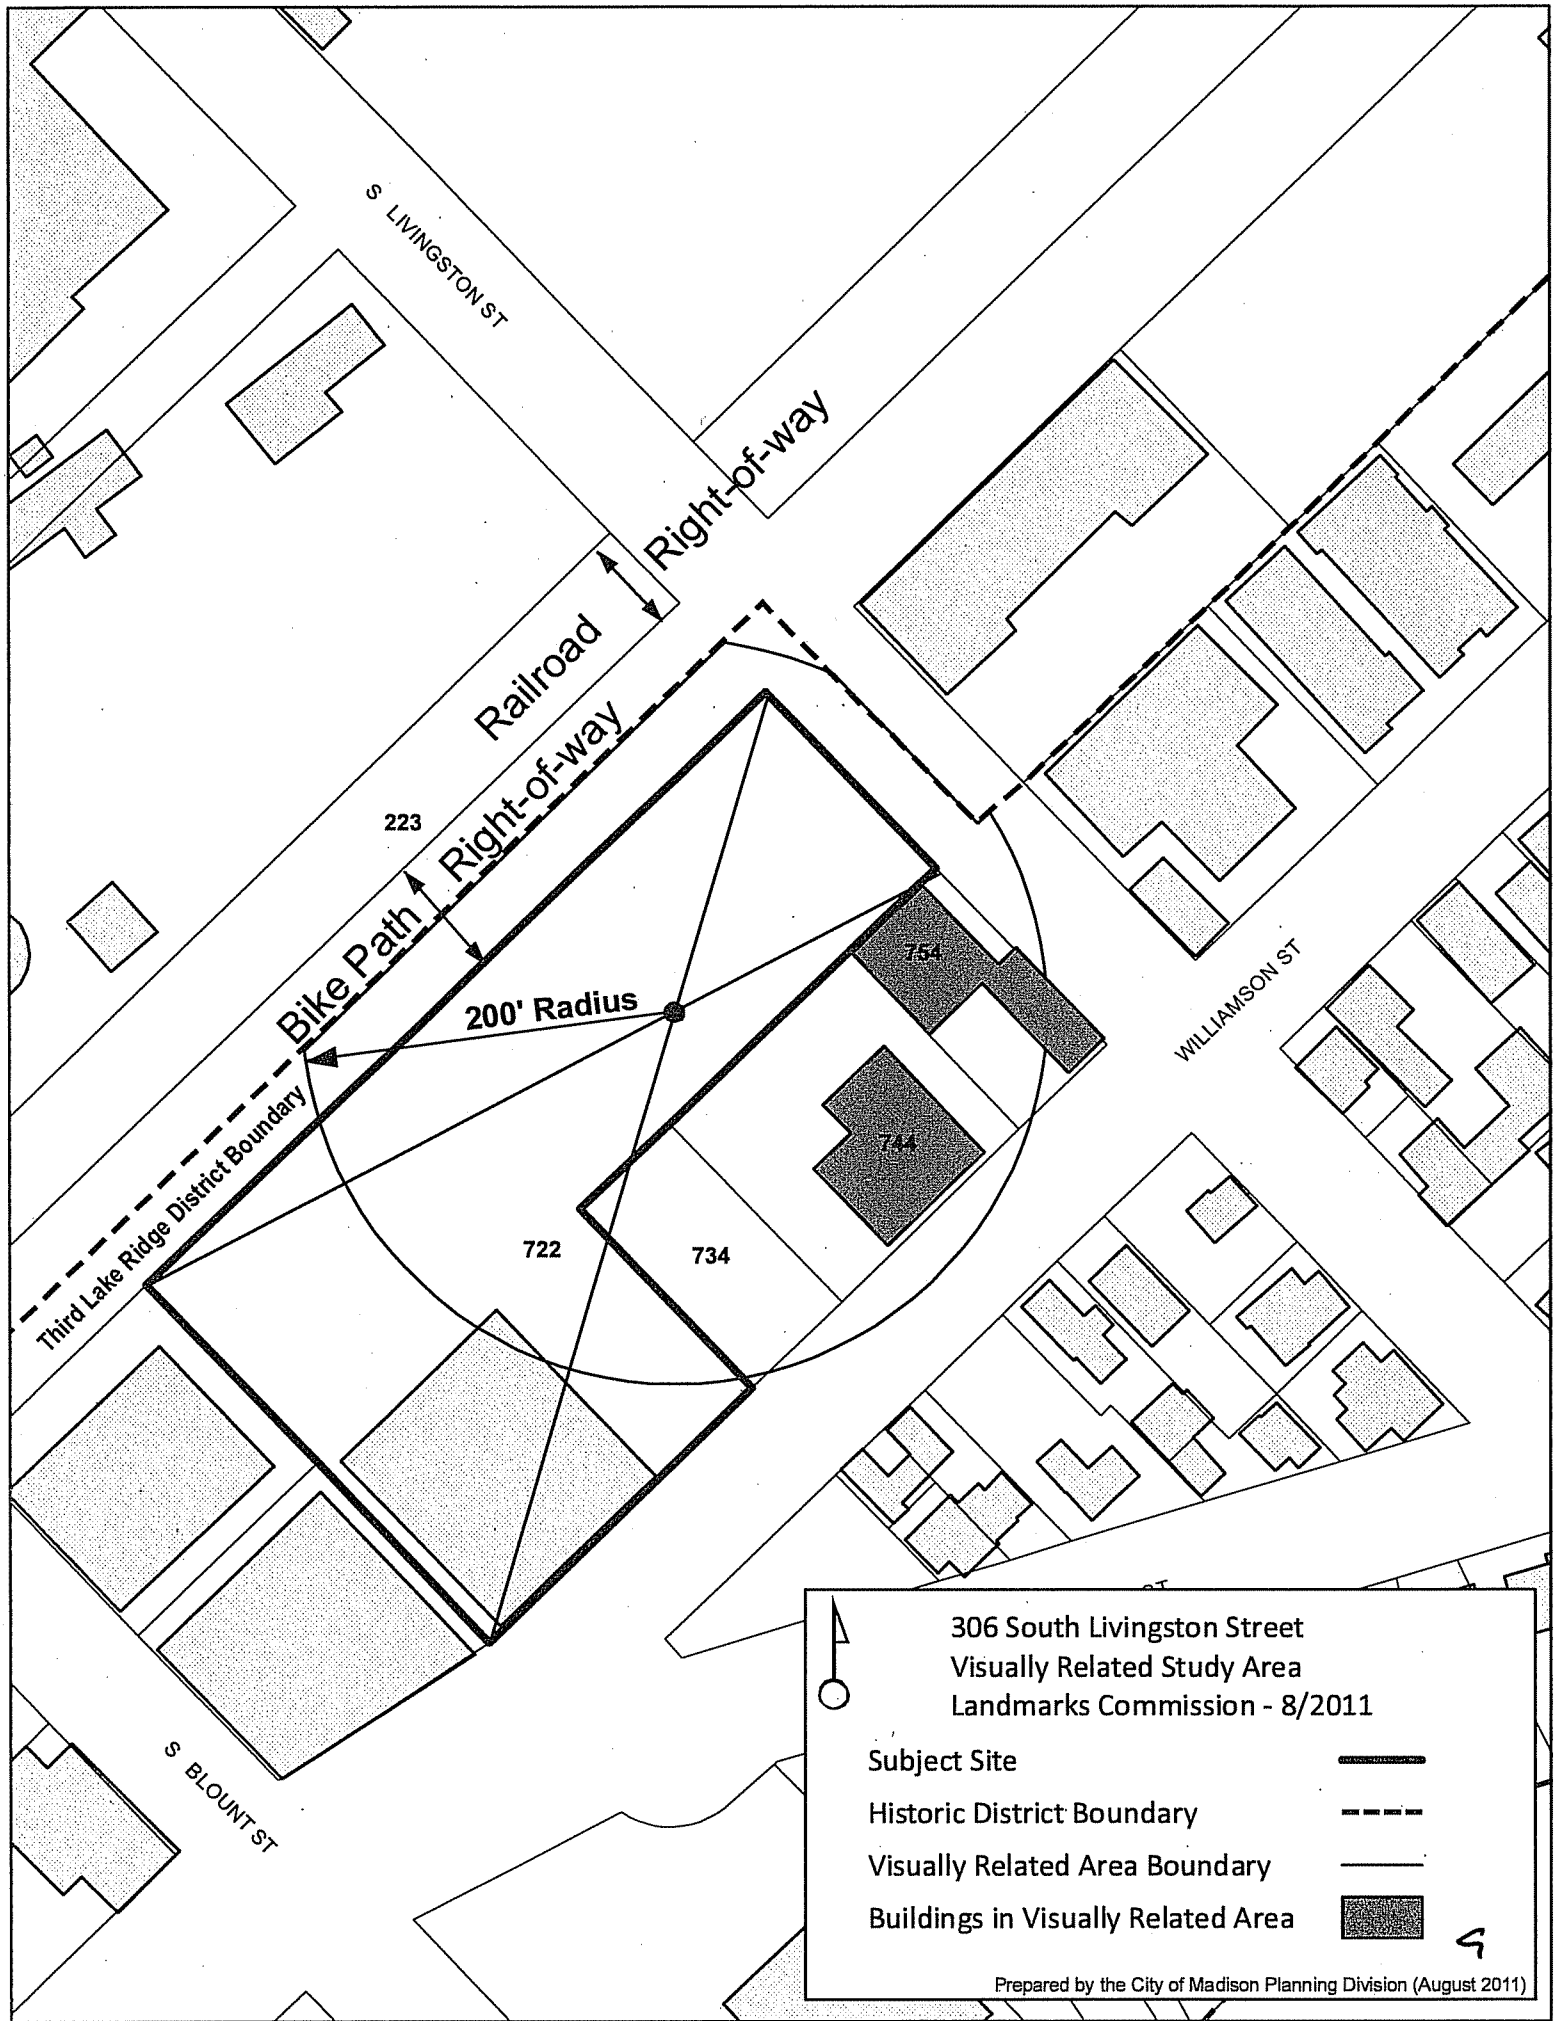 S LIVINGSTON ST
Railroad Right-of-way
223
Bike Path Right-of-way
754
200' Radius
WILLIAMSON ST
Third Lake Ridge District Boundary
744
722
734
ST
S BLOUNT ST
306 South Livingston Street
Visually Related Study Area
Landmarks Commission - 8/2011
Subject Site
Historic District Boundary
Visually Related Area Boundary
Buildings in Visually Related Area
Prepared by the City of Madison Planning Division (August 2011)